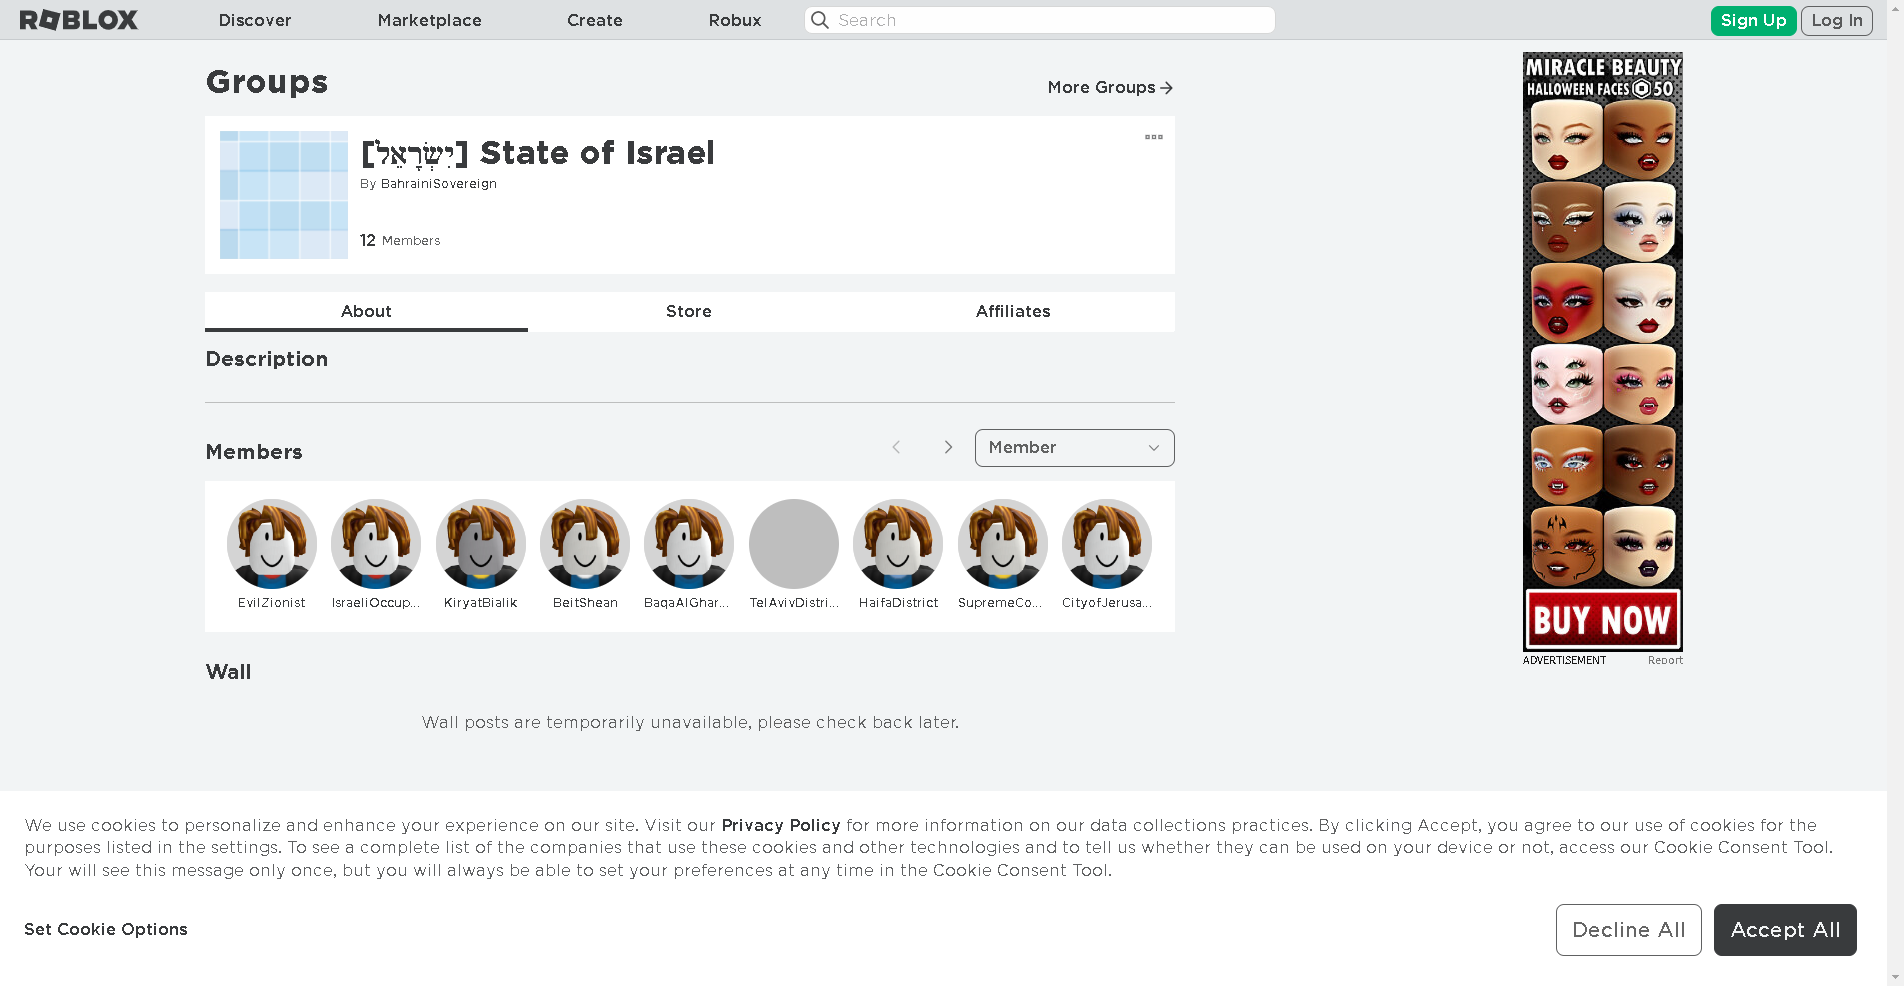 ROBLOX
Discover
Marketplace
Create
Robux
Search
Sign Up
Log In
Groups
More Groups
[יִשְׂרָאֵל] State of Israel
By BahrainiSovereign
12 Members
About
Store
Affiliates
Description
Members
Member
EvilZionist
IsraeliOccup...
KiryatBialik
BeitShean
BaqaAlGhar...
TelAvivDistri...
HaifaDistrict
SupremeCo...
CityofJerusa...
Wall
Wall posts are temporarily unavailable, please check back later.
MIRACLE BEAUTY
HALLOWEEN FACES 50
BUY NOW
ADVERTISEMENT
Report
We use cookies to personalize and enhance your experience on our site. Visit our Privacy Policy for more information on our data collections practices. By clicking Accept, you agree to our use of cookies for the
purposes listed in the settings. To see a complete list of the companies that use these cookies and other technologies and to tell us whether they can be used on your device or not, access our Cookie Consent Tool.
Your will see this message only once, but you will always be able to set your preferences at any time in the Cookie Consent Tool.
Set Cookie Options
Decline All
Accept All